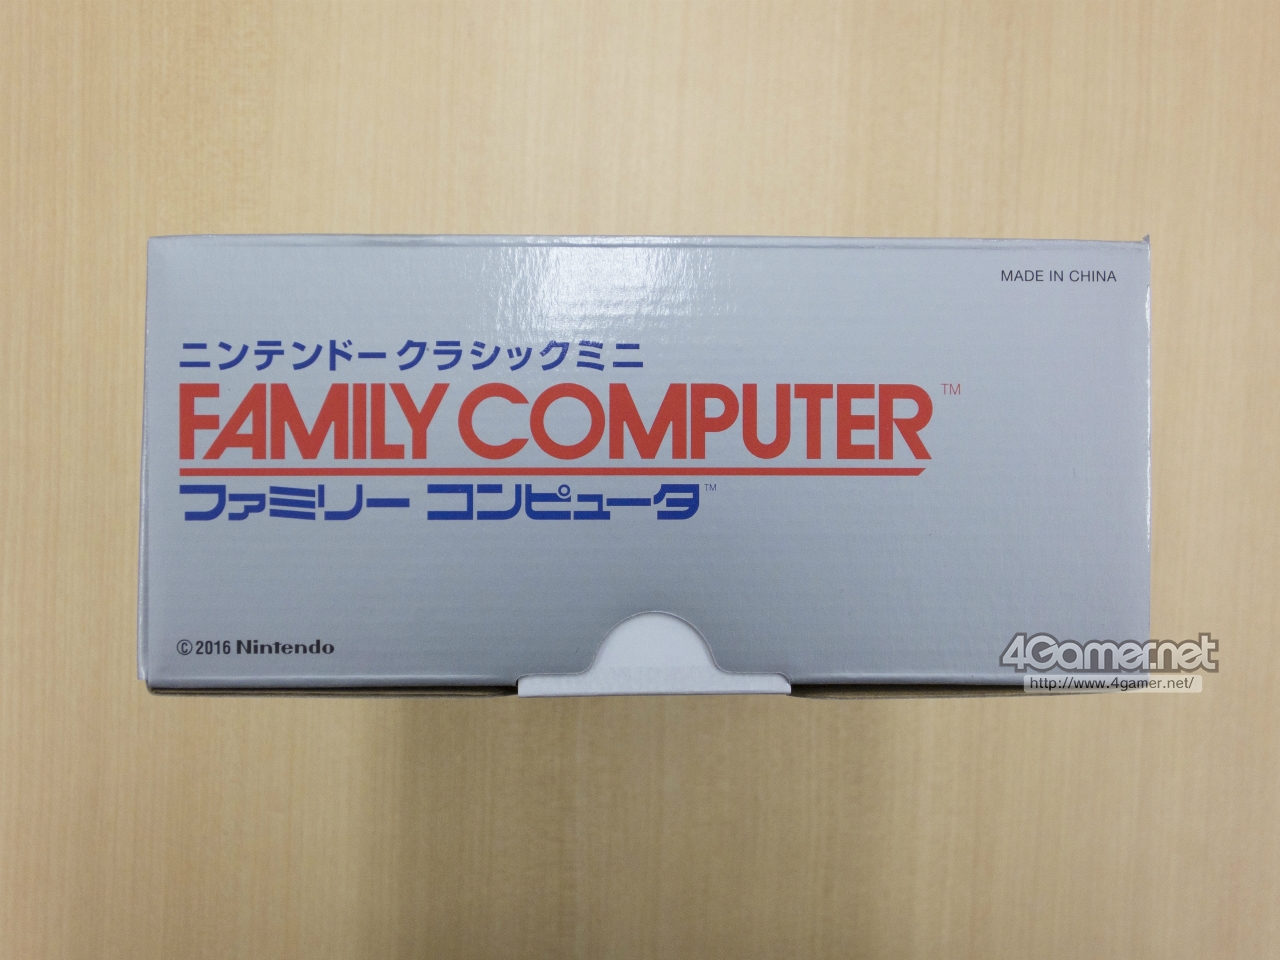 MADE IN CHINA
ニンテンドークラシックミニ
FAMILY COMPUTER™
ファミリー コンピュータ™
©2016 Nintendo
4Gamer.net
http://www.4gamer.net/